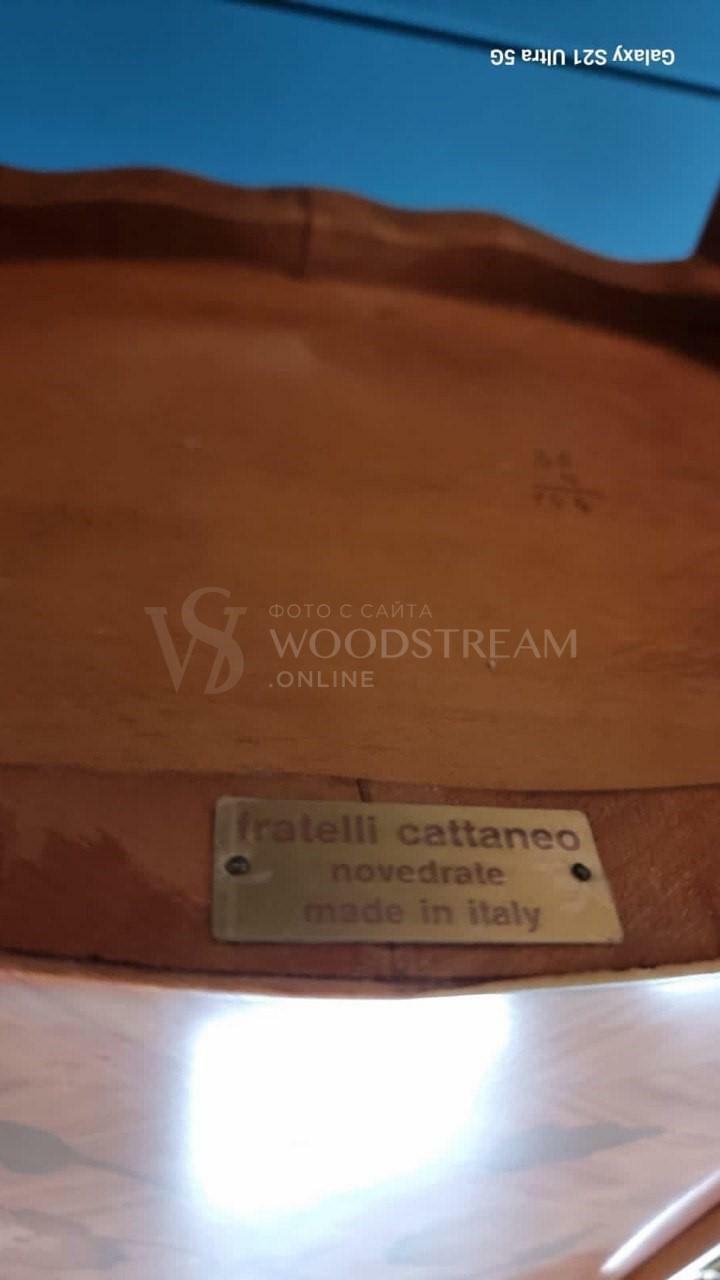 Galaxy S21 Ultra 5G
ФОТО С САЙТА
WOODSTREAM
.ONLINE
fratelli cattaneo
novedrate
made in italy